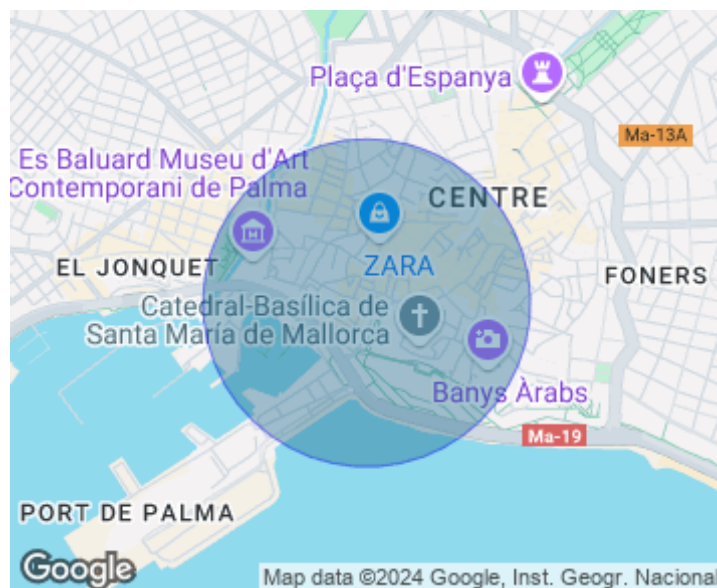 Plaça d'Espanya
Ma-13A
Es Baluard Museu d'Art
Contemporani de Palma
CENTRE
EL JONQUET
ZARA
FONERS
Catedral-Basílica de
Santa María de Mallorca
Banys Àrabs
Ma-19
PORT DE PALMA
Google
Map data ©2024 Google, Inst. Geogr. Nacional